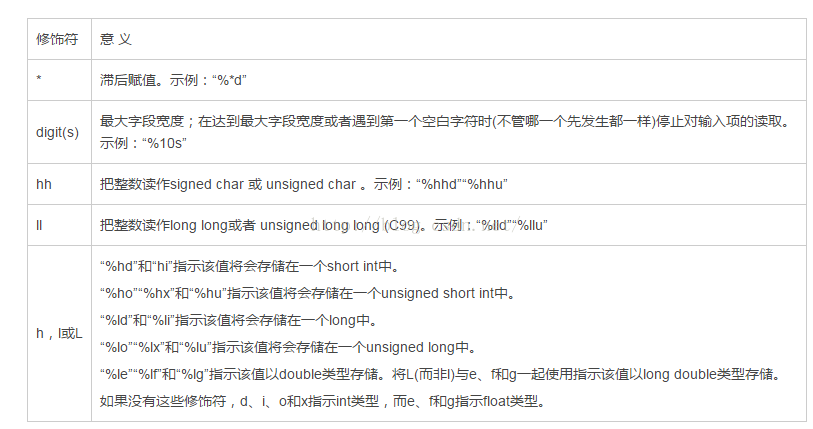 修饰符 意 义
* 滞后赋值。示例：“%*d”
digit(s) 最大字段宽度；在达到最大字段宽度或者遇到第一个空白字符时(不管哪一个先发生都一样)停止对输入项的读取。
示例：“%10s”
hh 把整数读作signed char 或 unsigned char 。示例：“%hhd”“%hhu”
ll 把整数读作long long或者 unsigned long long (C99)。示例：“%lld”“%llu”
h，l或L
“%hd”和“hi”指示该值将会存储在一个short int中。
“%ho”“%hx”和“%hu”指示该值将会存储在一个unsigned short int中。
“%ld”和“%li”指示该值将会存储在一个long中。
“%lo”“%lx”和“%lu”指示该值将会存储在一个unsigned long中。
“%le”“%lf”和“%lg”指示该值以double类型存储。将L(而非l)与e、f和g一起使用指示该值以long double类型存储。
如果没有这些修饰符，d、i、o和x指示int类型，而e、f和g指示float类型。